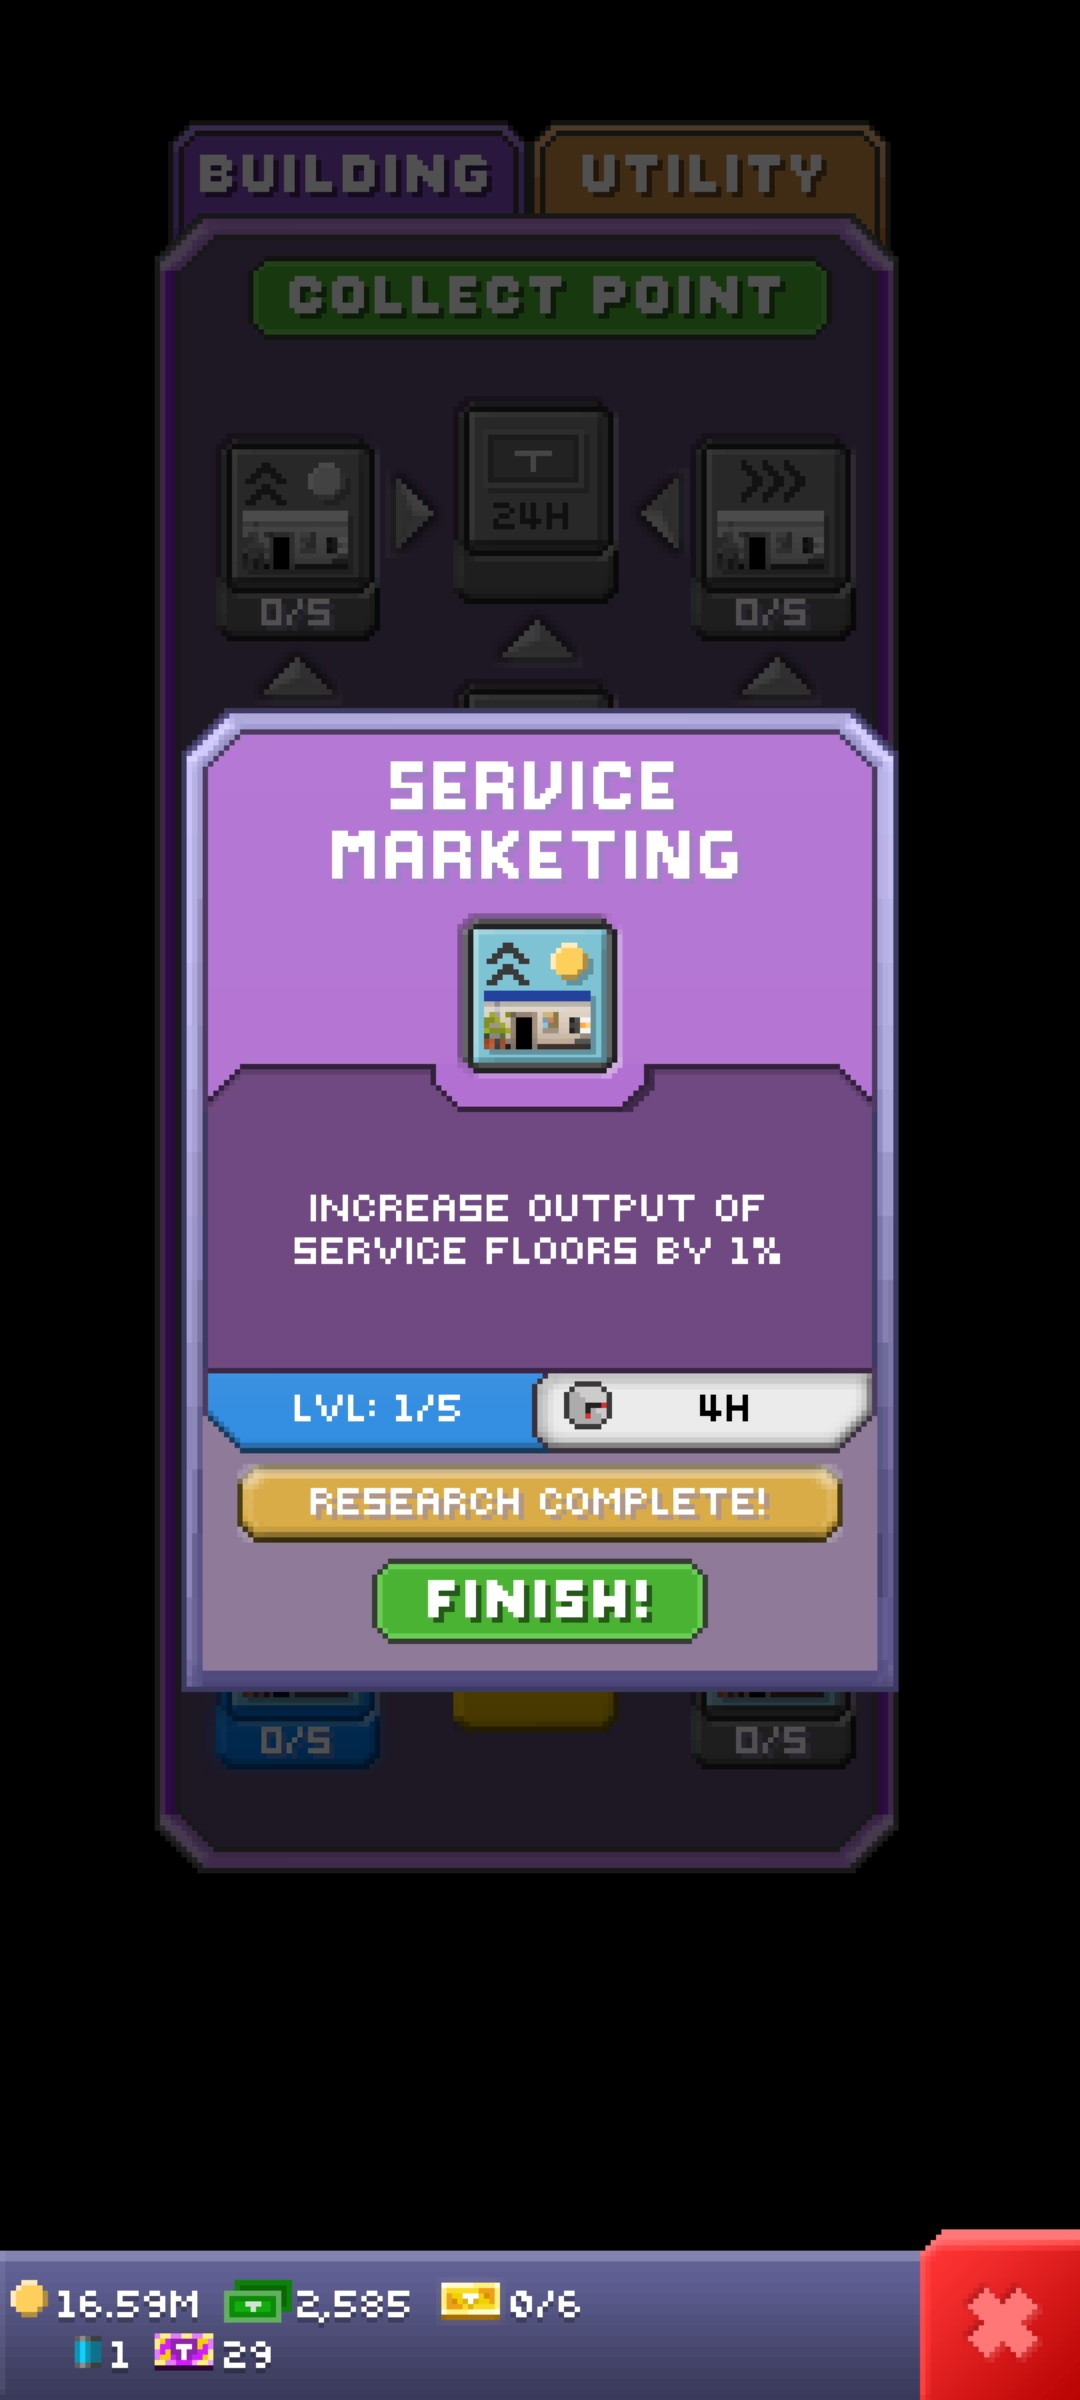 BUILDING
UTILITY
COLLECT POINT
T
24H
0/5
0/5
SERVICE
MARKETING
INCREASE OUTPUT OF
SERVICE FLOORS BY 1%
LVL: 1/5
4H
RESEARCH COMPLETE!
FINISH!
0/5
0/5
16.59M
T
2,585
T
0/6
1
T
29